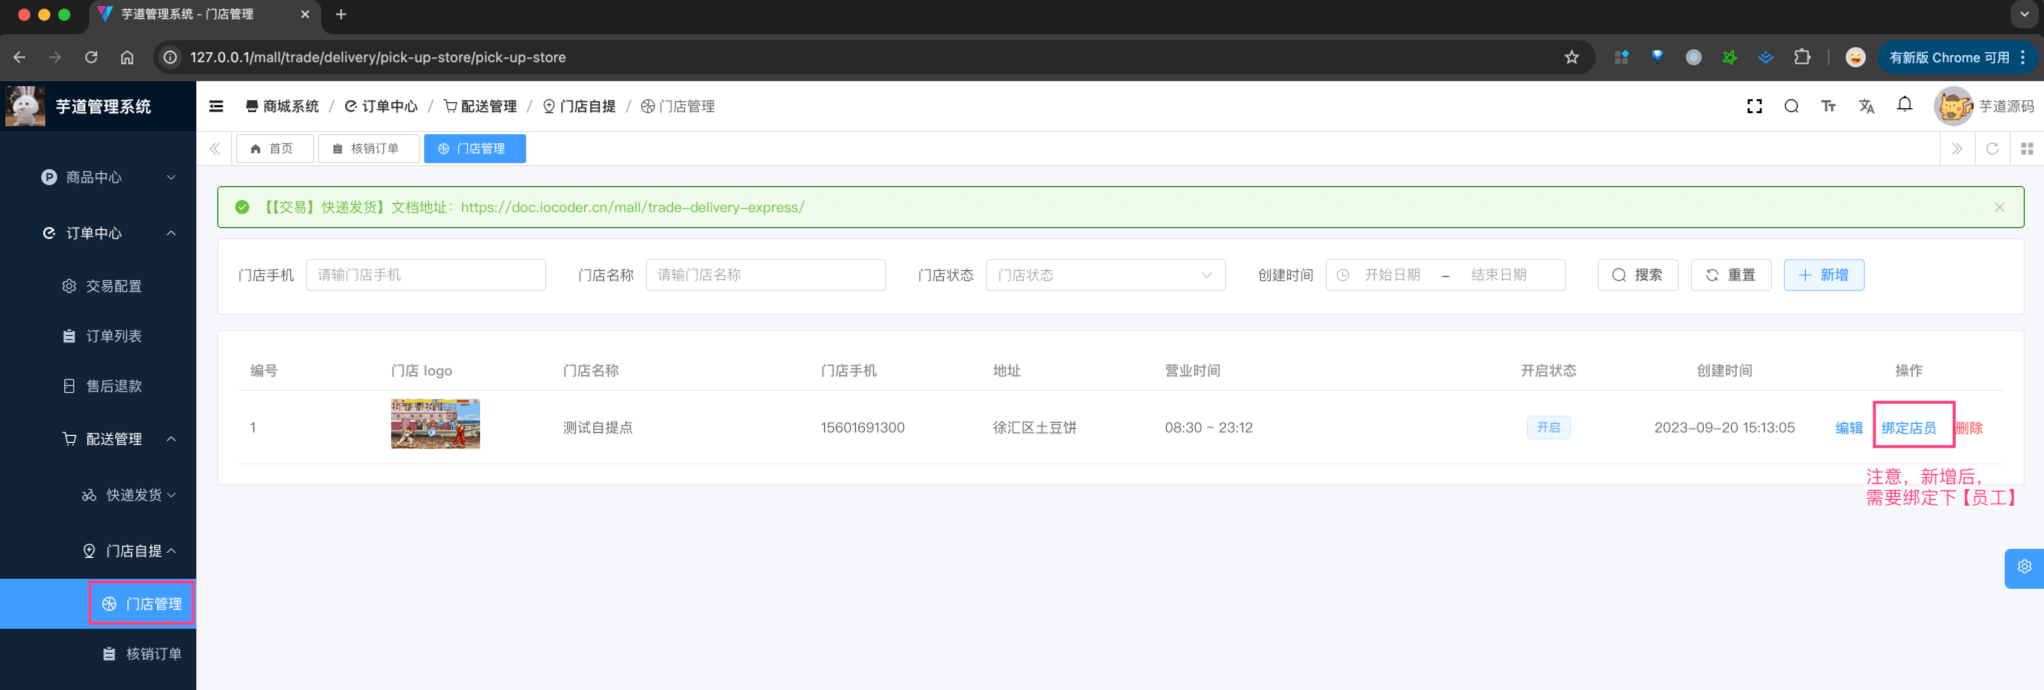 芋道管理系统 - 门店管理
127.0.0.1/mall/trade/delivery/pick-up-store/pick-up-store
有新版 Chrome 可用
芋道管理系统
商城系统 / 订单中心 / 配送管理 / 门店自提 / 门店管理
芋道源码
首页
核销订单
门店管理
商品中心
订单中心
交易配置
订单列表
售后退款
配送管理
快递发货
门店自提
门店管理
核销订单
【【交易】快递发货】文档地址：https://doc.iocoder.cn/mall/trade-delivery-express/
门店手机 请输门店手机 门店名称 请输门店名称 门店状态 门店状态 创建时间 开始日期 - 结束日期 搜索 重置 新增
编号 门店 logo 门店名称 门店手机 地址 营业时间 开启状态 创建时间 操作
1 测试自提点 15601691300 徐汇区土豆饼 08:30 ~ 23:12 开启 2023-09-20 15:13:05 编辑 绑定店员 删除
注意，新增后，
需要绑定下【员工】